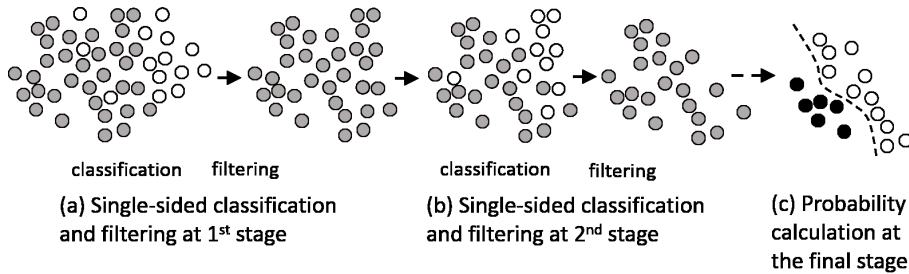 classification filtering
(a) Single-sided classification
and filtering at 1st stage
classification filtering
(b) Single-sided classification
and filtering at 2nd stage
(c) Probability
calculation at
the final stage